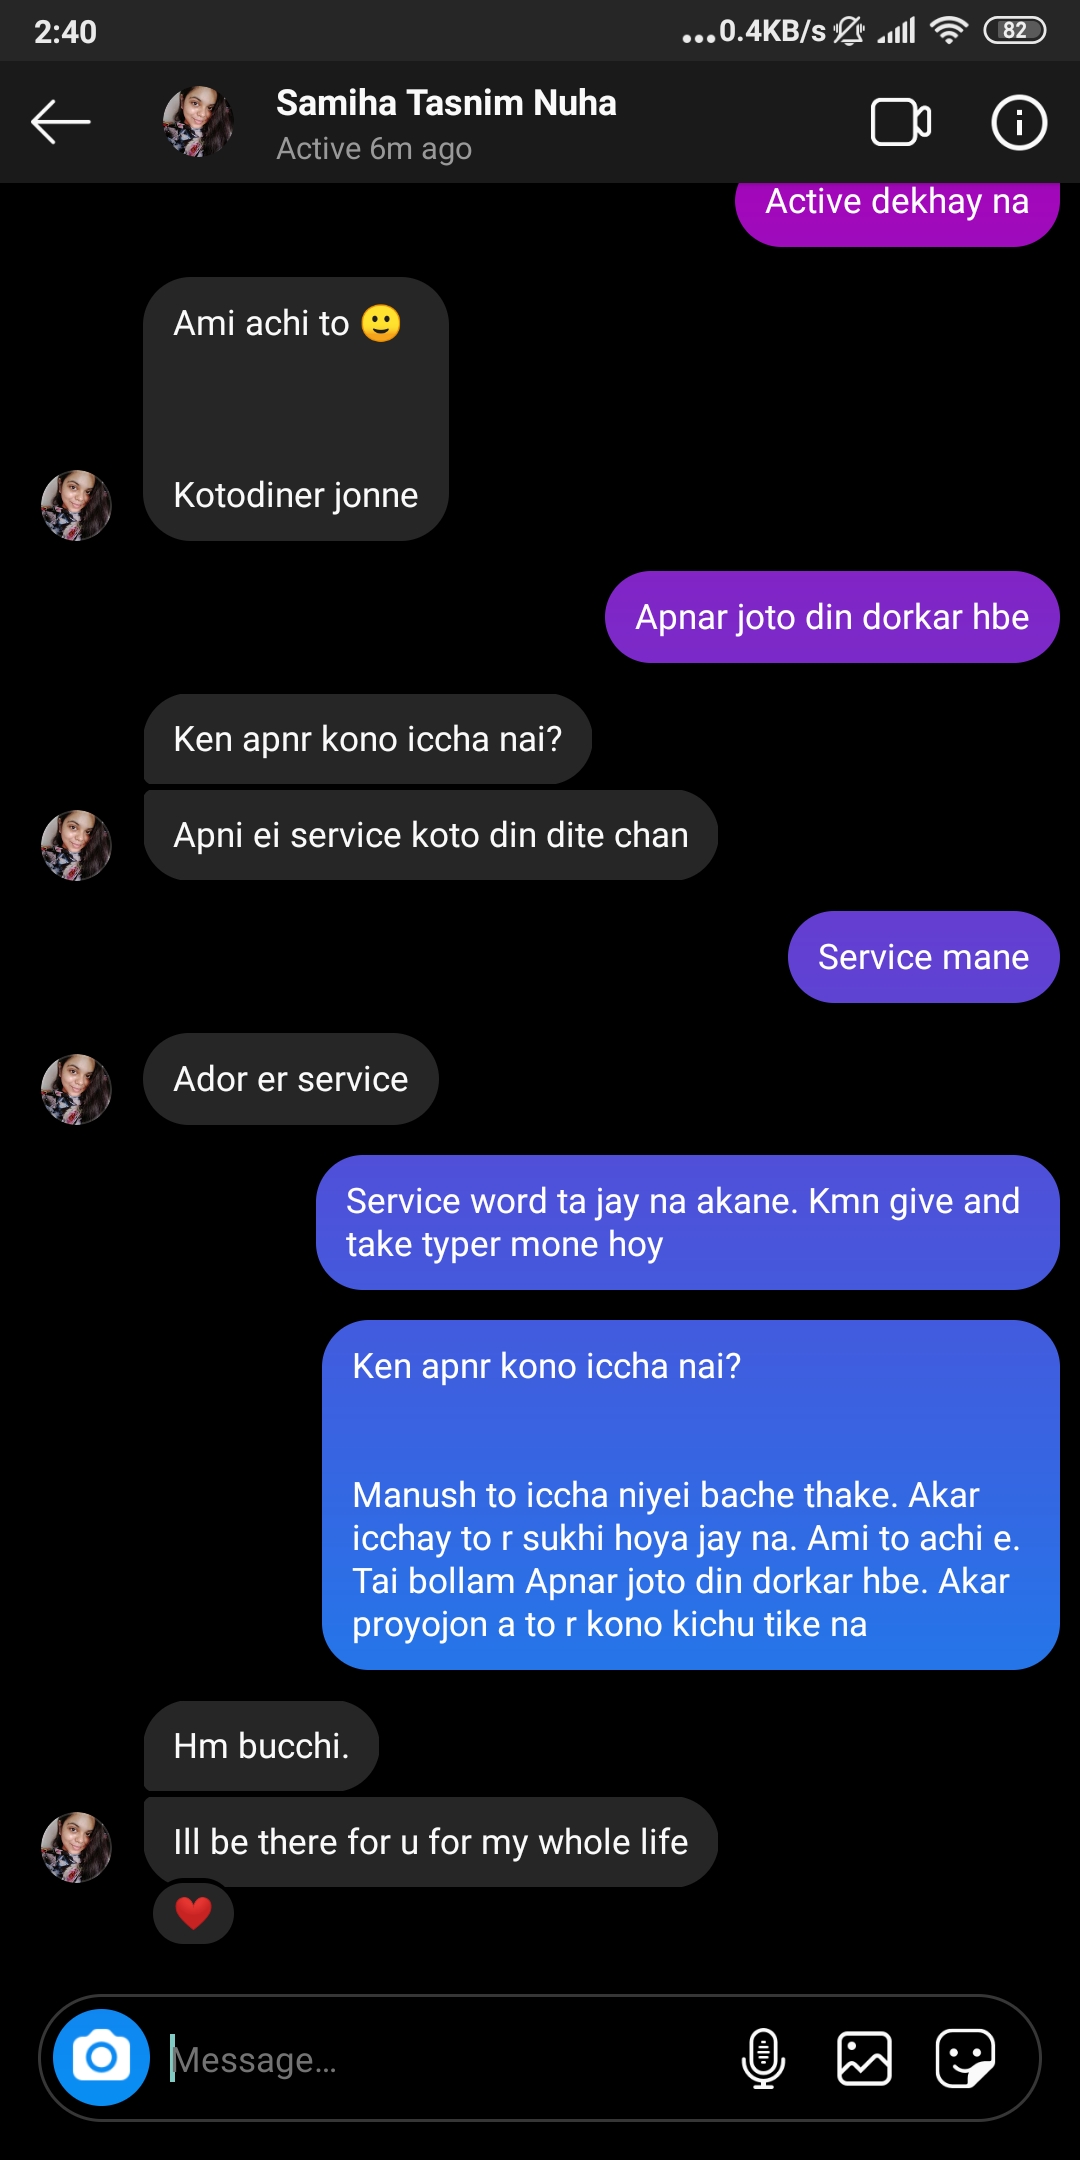 2:40
...0.4KB/s
82
Samiha Tasnim Nuha
Active 6m ago
Active dekhay na
Ami achi to 🙂
Kotodiner jonne
Apnar joto din dorkar hbe
Ken apnr kono iccha nai?
Apni ei service koto din dite chan
Service mane
Ador er service
Service word ta jay na akane. Kmn give and
take typer mone hoy
Ken apnr kono iccha nai?
Manush to iccha niyei bache thake. Akar
icchay to r sukhi hoya jay na. Ami to achi e.
Tai bollam Apnar joto din dorkar hbe. Akar
proyojon a to r kono kichu tike na
Hm bucchi.
Ill be there for u for my whole life
❤️
Message...